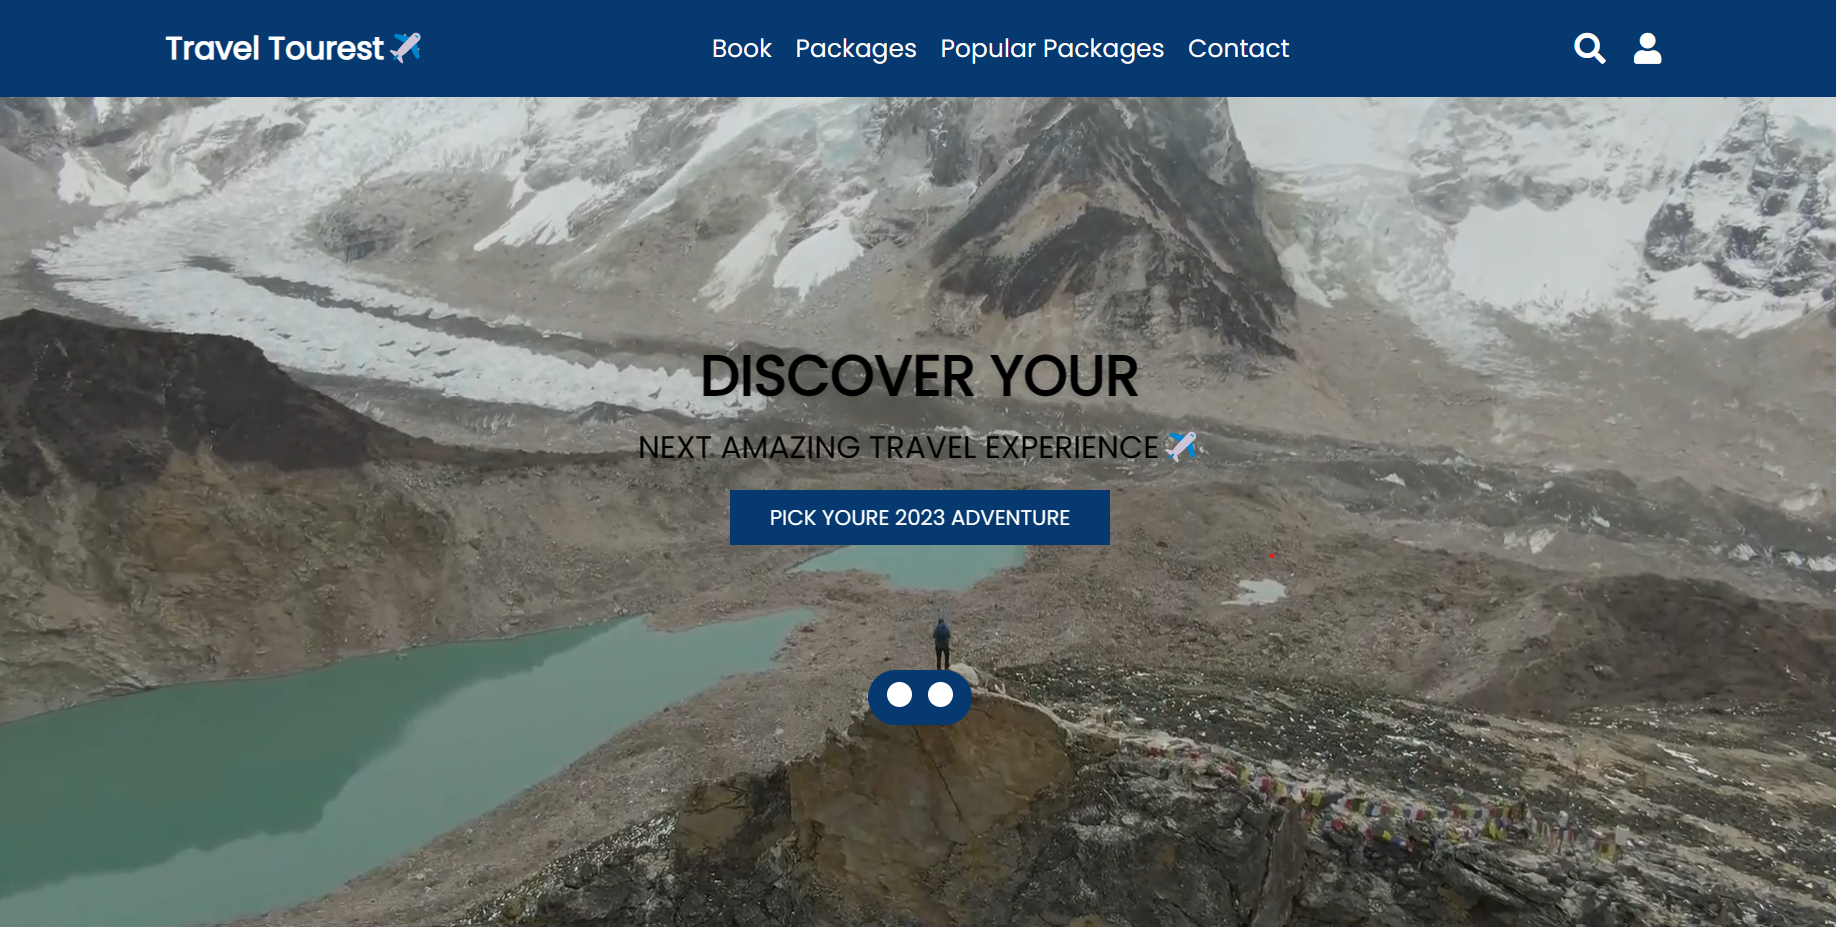 Travel Tourest
Book Packages Popular Packages Contact
DISCOVER YOUR
NEXT AMAZING TRAVEL EXPERIENCE
PICK YOURE 2023 ADVENTURE